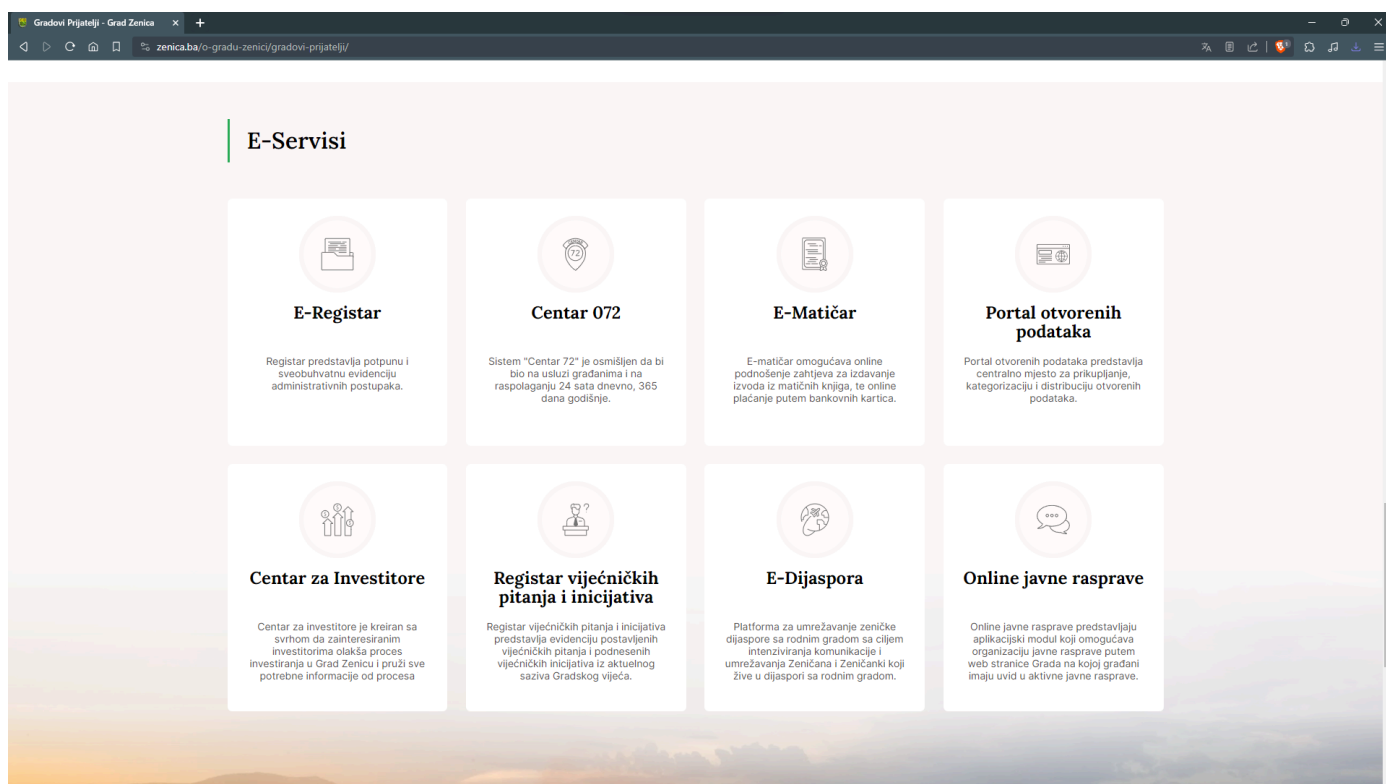 Gradovi Prijatelji - Grad Zenica
zenica.ba/o-gradu-zenici/gradovi-prijatelji/
E-Servisi
E-Registar
Registar predstavlja potpunu i
sveobuhvatnu evidenciju
administrativnih postupaka.
CENTAR
72
Centar 072
Sistem "Centar 72" je osmišljen da bi
bio na usluzi građanima i na
raspolaganju 24 sata dnevno, 365
dana godišnje.
E-Matičar
E-matičar omogućava online
podnošenje zahtjeva za izdavanje
izvoda iz matičnih knjiga, te online
plaćanje putem bankovnih kartica.
Portal otvorenih
podataka
Portal otvorenih podataka predstavlja
centralno mjesto za prikupljanje,
kategorizaciju i distribuciju otvorenih
podataka.
Centar za Investitore
Centar za investitore je kreiran sa
svrhom da zainteresiranim
investitorima olakša proces
investiranja u Grad Zenicu i pruži sve
potrebne informacije od procesa
Registar vijećničkih
pitanja i inicijativa
Registar vijećničkih pitanja i inicijativa
predstavlja evidenciju postavljenih
vijećničkih pitanja i podnesenih
vijećničkih inicijativa iz aktuelnog
saziva Gradskog vijeća.
E-Dijaspora
Platforma za umrežavanje zeničke
dijaspore sa rodnim gradom sa ciljem
intenziviranja komunikacije i
umrežavanja Zeničana i Zeničanki koji
žive u dijaspori sa rodnim gradom.
Online javne rasprave
Online javne rasprave predstavljaju
aplikacijski modul koji omogućava
organizaciju javne rasprave putem
web stranice Grada na kojoj građani
imaju uvid u aktivne javne rasprave.